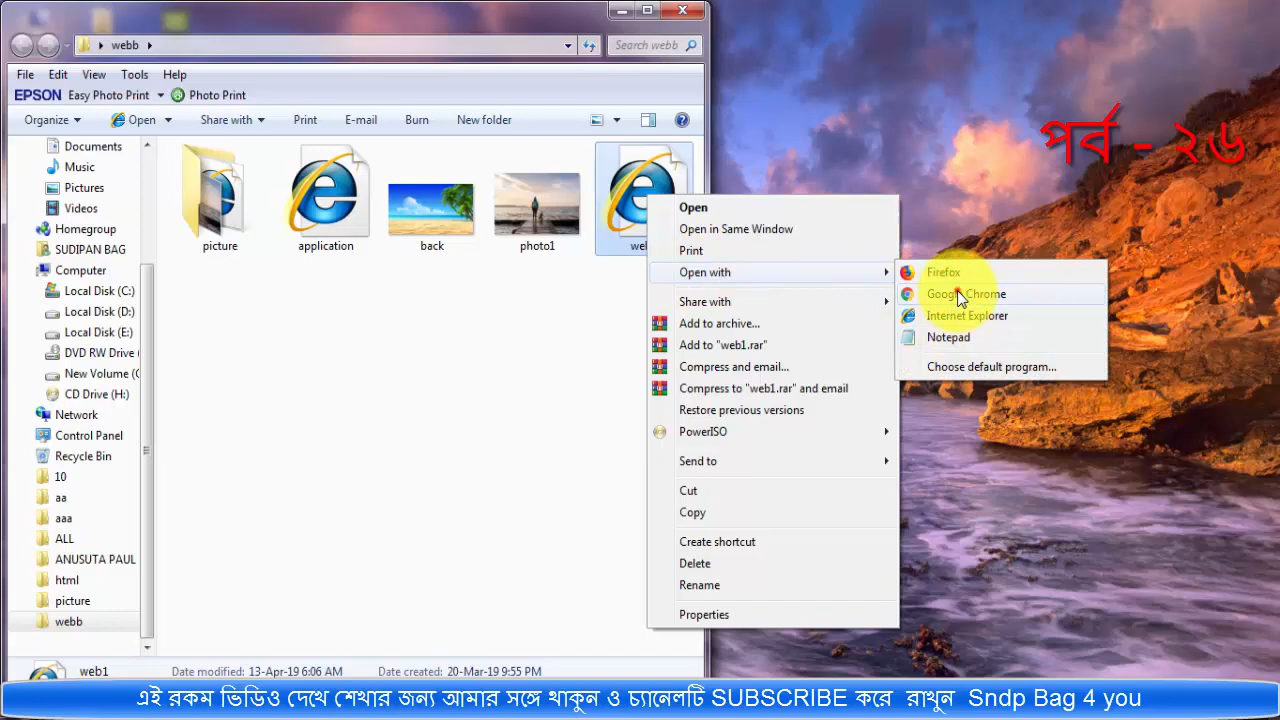 webb
Search webb
File Edit View Tools Help
EPSON Easy Photo Print Photo Print
Organize Open Share with Print E-mail Burn New folder
পর্ব - ২৬
Documents
Music
Pictures
Videos
Homegroup
SUDIPAN BAG
Computer
Local Disk (C:)
Local Disk (D:)
Local Disk (E:)
DVD RW Drive
New Volume (
CD Drive (H:)
Network
Control Panel
Recycle Bin
10
aa
aaa
ALL
ANUSUTA PAUL
html
picture
webb
picture application back photo1
Open
Open in Same Window
Print
Open with
Share with
Add to archive...
Add to "web1.rar"
Compress and email...
Compress to "web1.rar" and email
Restore previous versions
PowerISO
Send to
Cut
Copy
Create shortcut
Delete
Rename
Properties
Firefox
Google Chrome
Internet Explorer
Notepad
Choose default program...
web1 Date modified: 13-Apr-19 6:06 AM Date created: 20-Mar-19 9:55 PM
এই রকম ভিডিও দেখে শেখার জন্য আমার সঙ্গে থাকুন ও চ্যানেলটি SUBSCRIBE করে রাখুন Sndp Bag 4 you